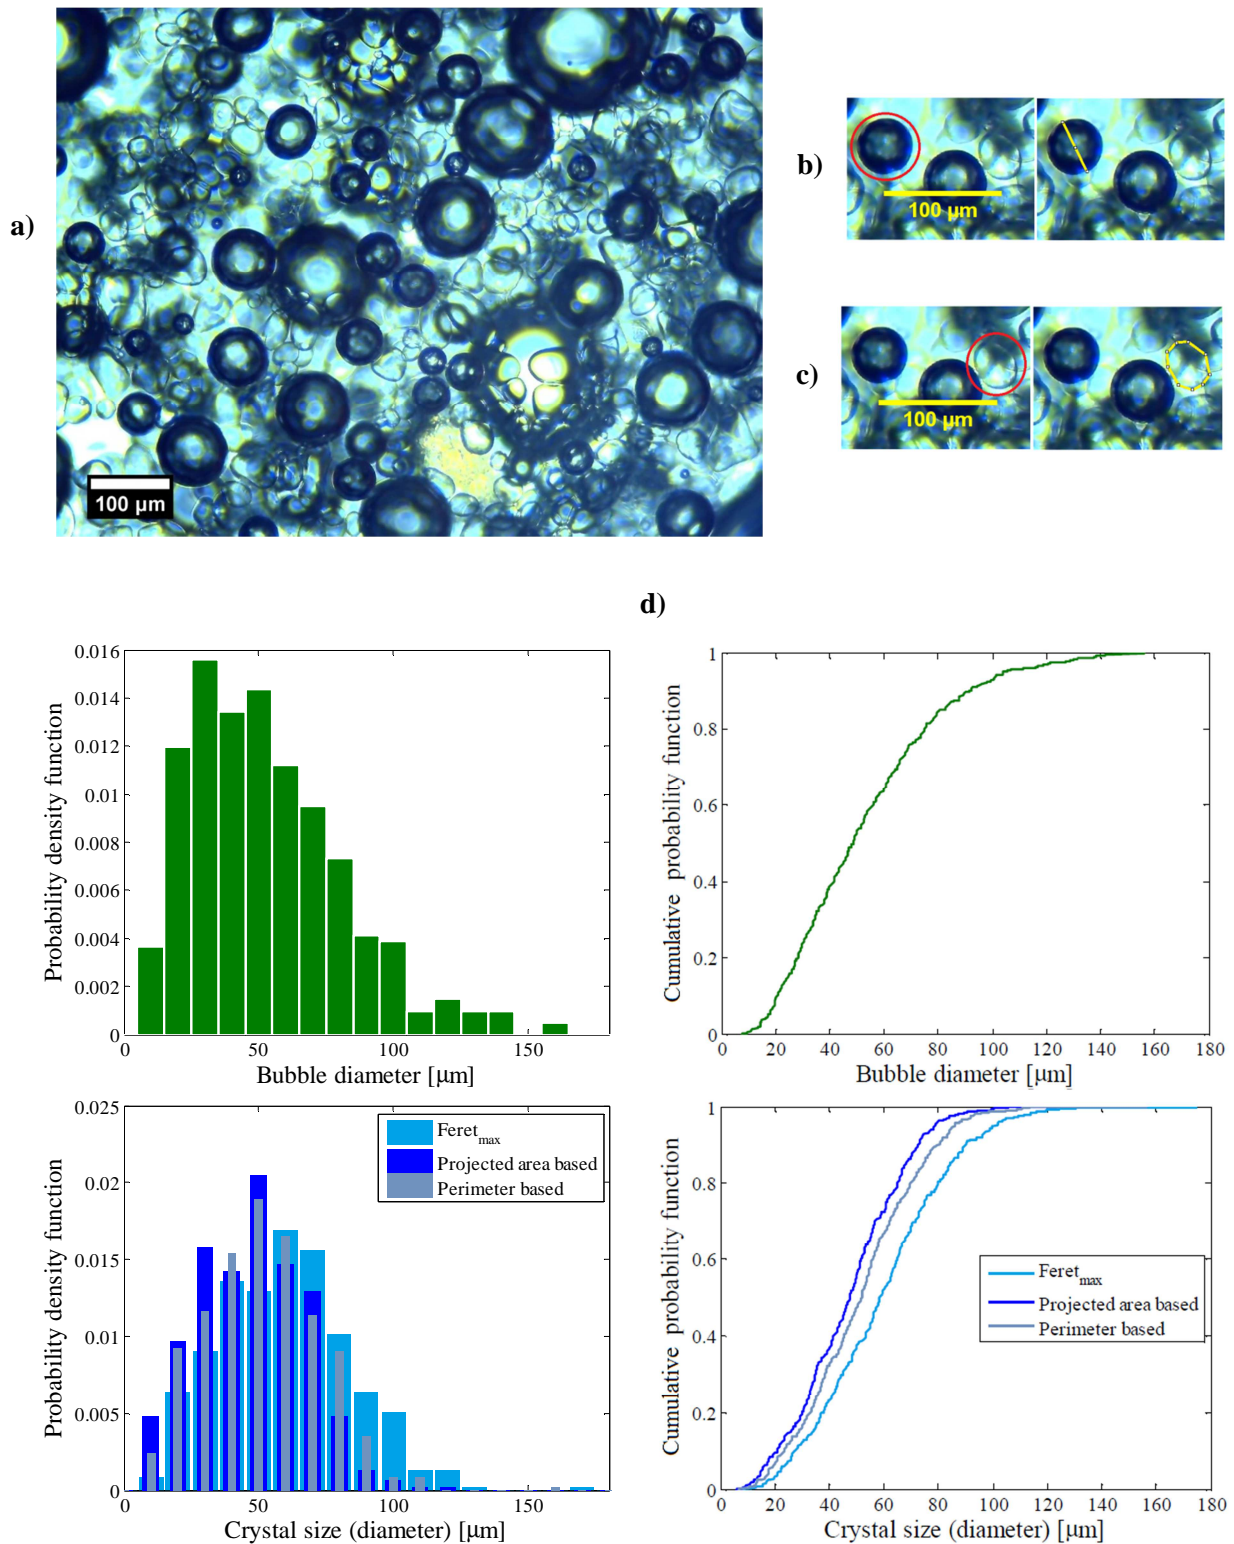 a)
100 µm
b)
100 µm
c)
100 µm
d)
Probability density function
0.016
0.014
0.012
0.01
0.008
0.006
0.004
0.002
0
0 50 100 150
Bubble diameter [µm]
Cumulative probability function
1
0.8
0.6
0.4
0.2
0
0 20 40 60 80 100 120 140 160 180
Bubble diameter [µm]
Probability density function
0.025
0.02
0.015
0.01
0.005
0
0 50 100 150
Crystal size (diameter) [µm]
Feretmax
Projected area based
Perimeter based
Cumulative probability function
1
0.8
0.6
0.4
0.2
0
0 20 40 60 80 100 120 140 160 180
Crystal size (diameter) [µm]
Feretmax
Projected area based
Perimeter based